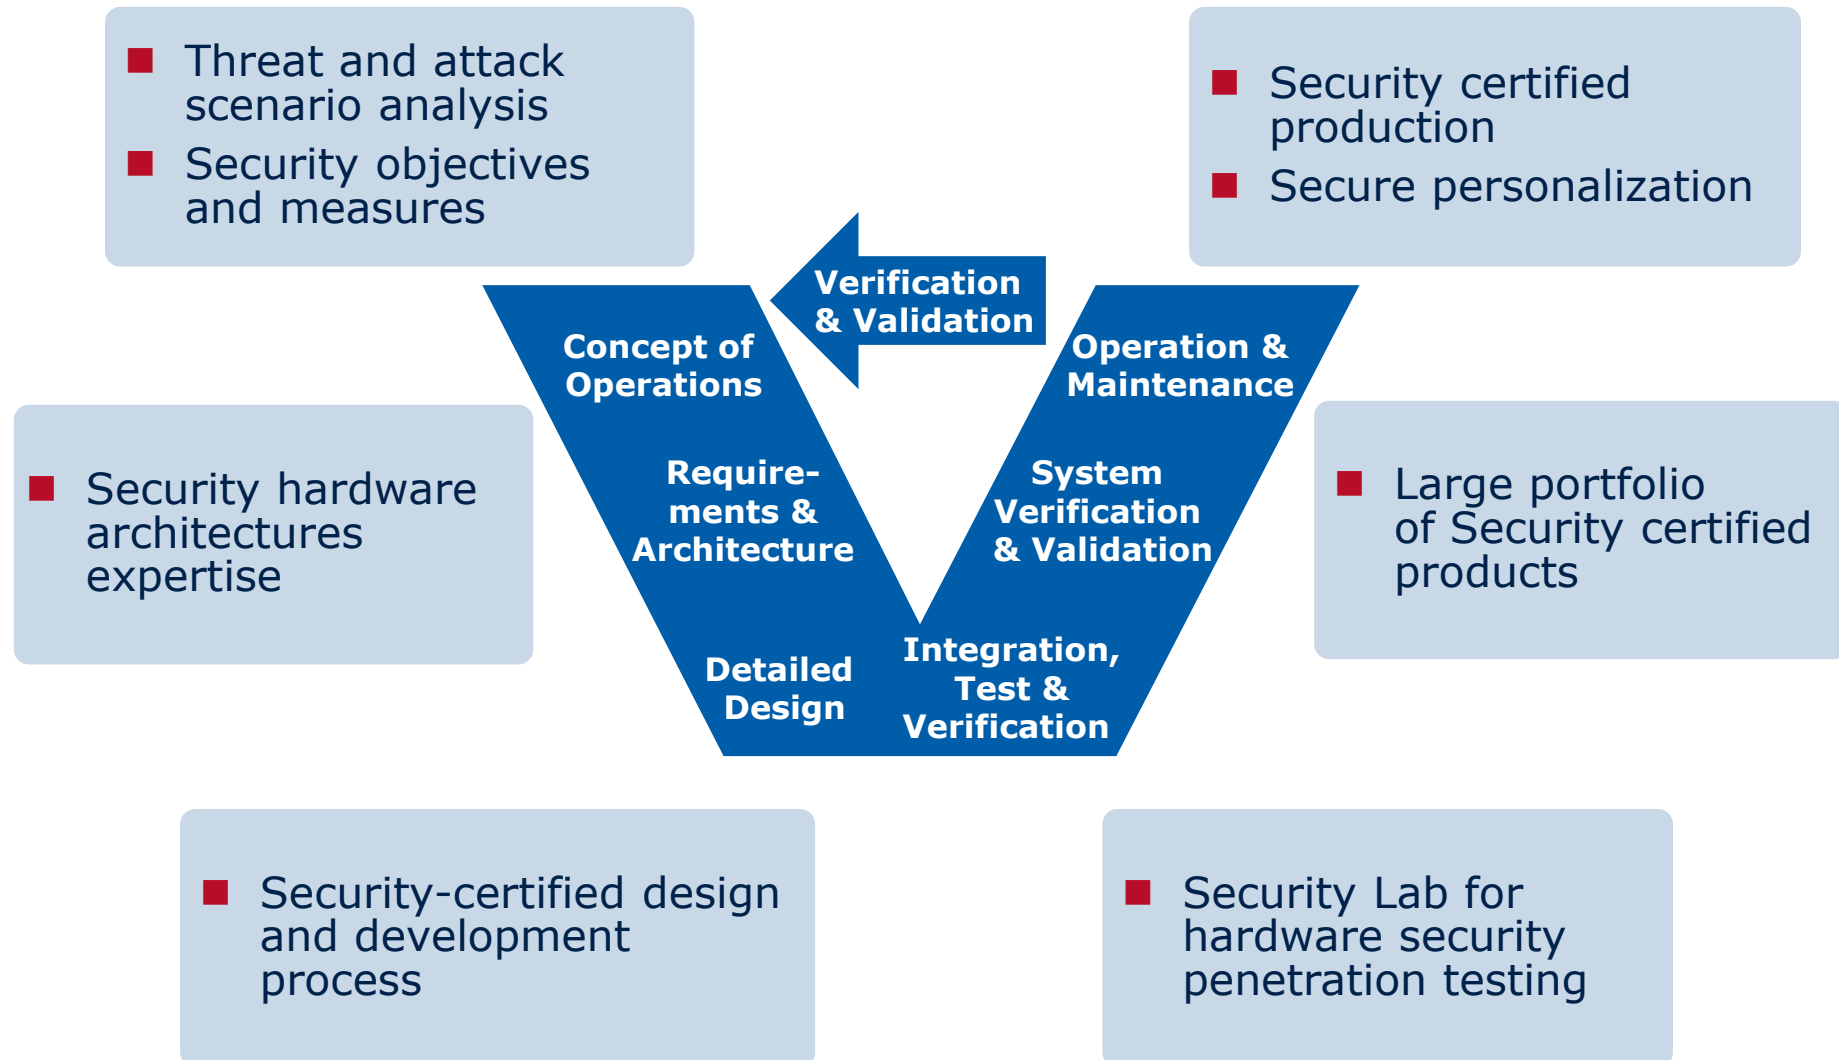 Threat and attack
scenario analysis
Security objectives
and measures
Security certified
production
Secure personalization
Verification
& Validation
Concept of
Operations
Operation &
Maintenance
Security hardware
architectures
expertise
Require-
ments &
Architecture
System
Verification
& Validation
Large portfolio
of Security certified
products
Detailed
Design
Integration,
Test &
Verification
Security-certified design
and development
process
Security Lab for
hardware security
penetration testing